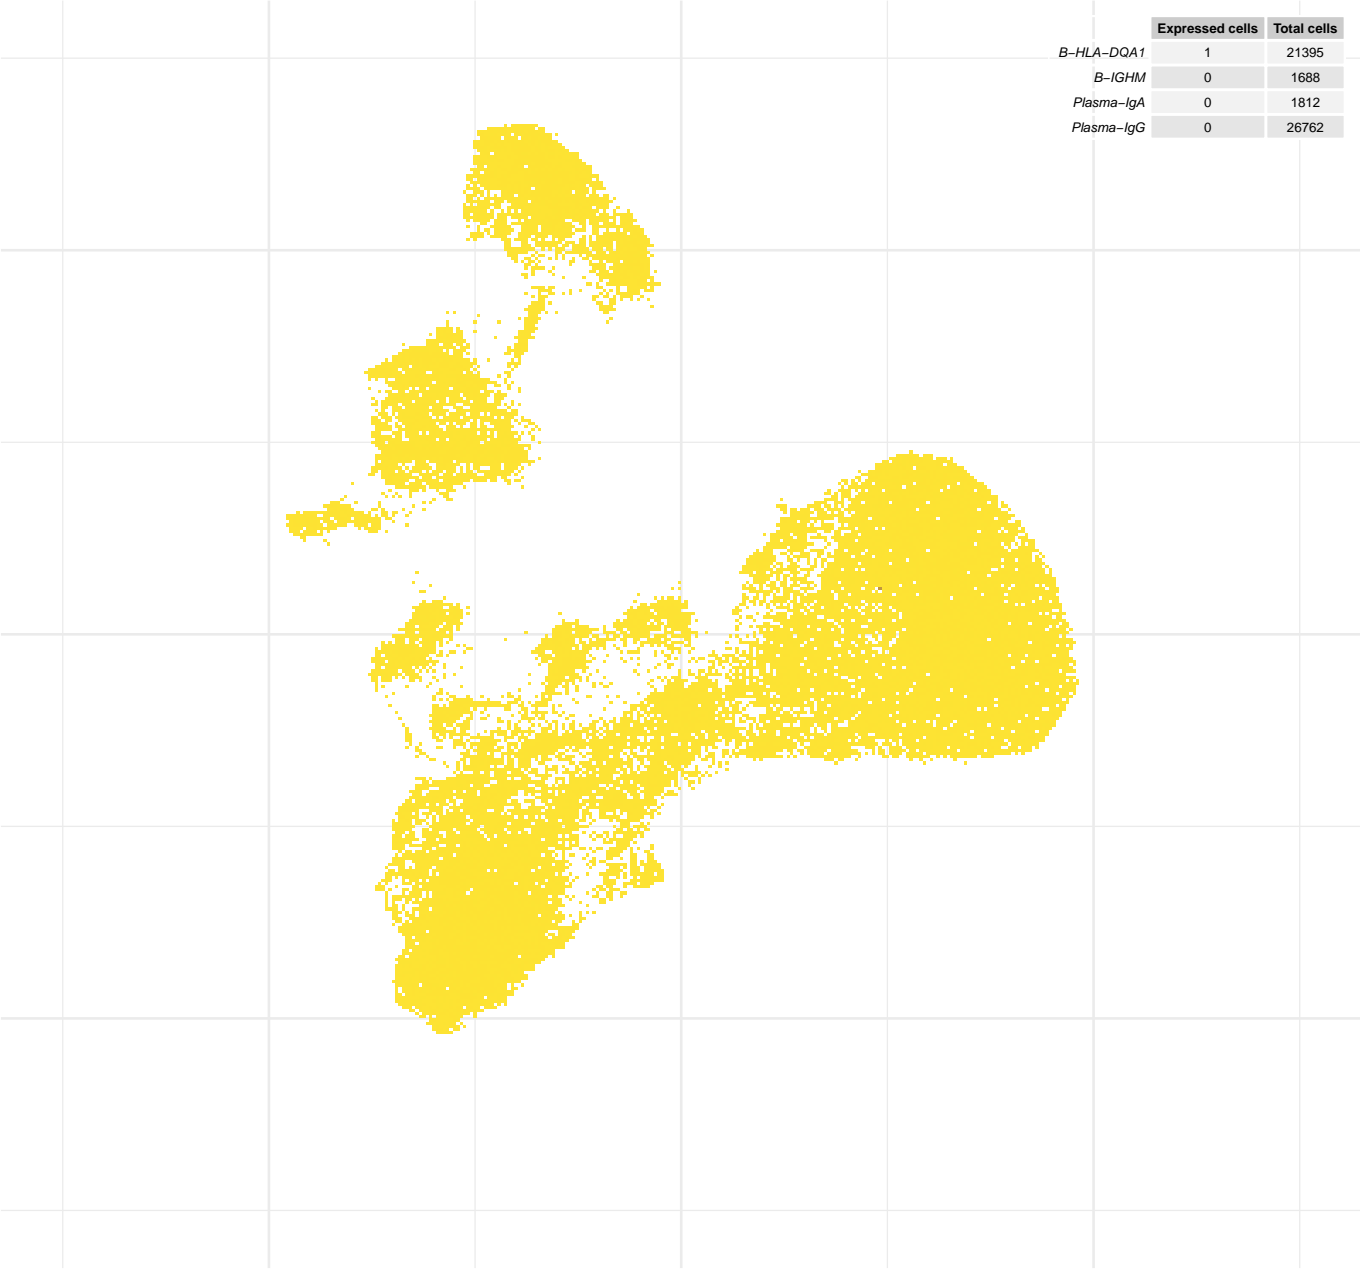 Expressed cells Total cells
B−HLA−DQA1 1 21395
B−IGHM 0 1688
Plasma−IgA 0 1812
Plasma−IgG 0 26762